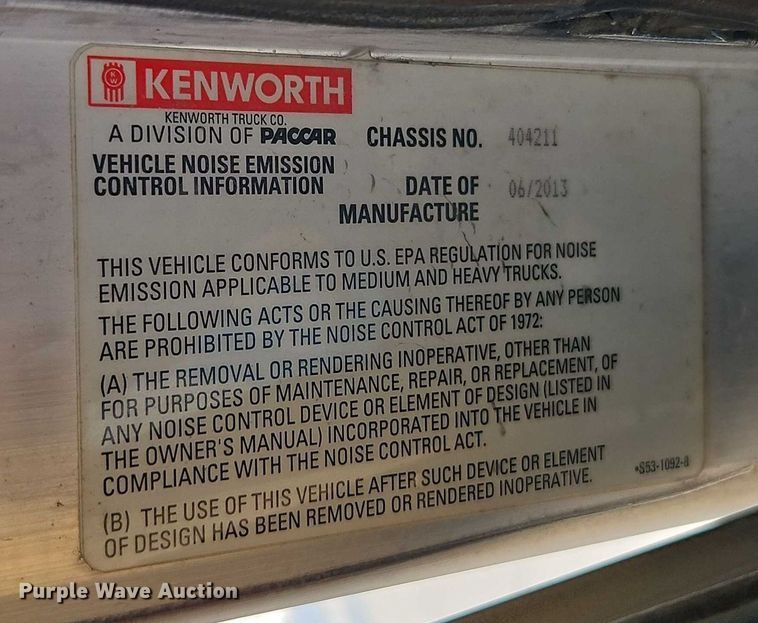 KW KENWORTH
KENWORTH TRUCK CO.
A DIVISION OF PACCAR
CHASSIS NO. 404211
VEHICLE NOISE EMISSION
CONTROL INFORMATION
DATE OF
MANUFACTURE
06/2013
THIS VEHICLE CONFORMS TO U.S. EPA REGULATION FOR NOISE
EMISSION APPLICABLE TO MEDIUM AND HEAVY TRUCKS.
THE FOLLOWING ACTS OR THE CAUSING THEREOF BY ANY PERSON
ARE PROHIBITED BY THE NOISE CONTROL ACT OF 1972:
(A) THE REMOVAL OR RENDERING INOPERATIVE, OTHER THAN
FOR PURPOSES OF MAINTENANCE, REPAIR, OR REPLACEMENT, OF
ANY NOISE CONTROL DEVICE OR ELEMENT OF DESIGN (LISTED IN
THE OWNER'S MANUAL) INCORPORATED INTO THE VEHICLE IN
COMPLIANCE WITH THE NOISE CONTROL ACT.
(B) THE USE OF THIS VEHICLE AFTER SUCH DEVICE OR ELEMENT
OF DESIGN HAS BEEN REMOVED OR RENDERED INOPERATIVE.
•S53-1092-8
Purple Wave Auction